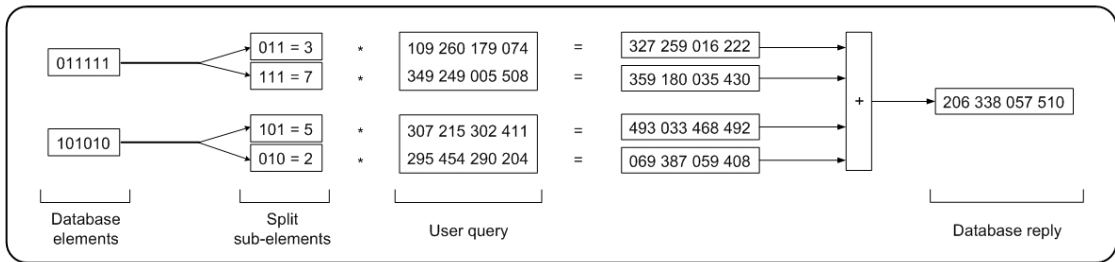 011111
011 = 3 * 109 260 179 074 = 327 259 016 222
111 = 7 * 349 249 005 508 = 359 180 035 430
+ 206 338 057 510
101010
101 = 5 * 307 215 302 411 = 493 033 468 492
010 = 2 * 295 454 290 204 = 069 387 059 408
Database
elements
Split
sub-elements
User query
Database reply